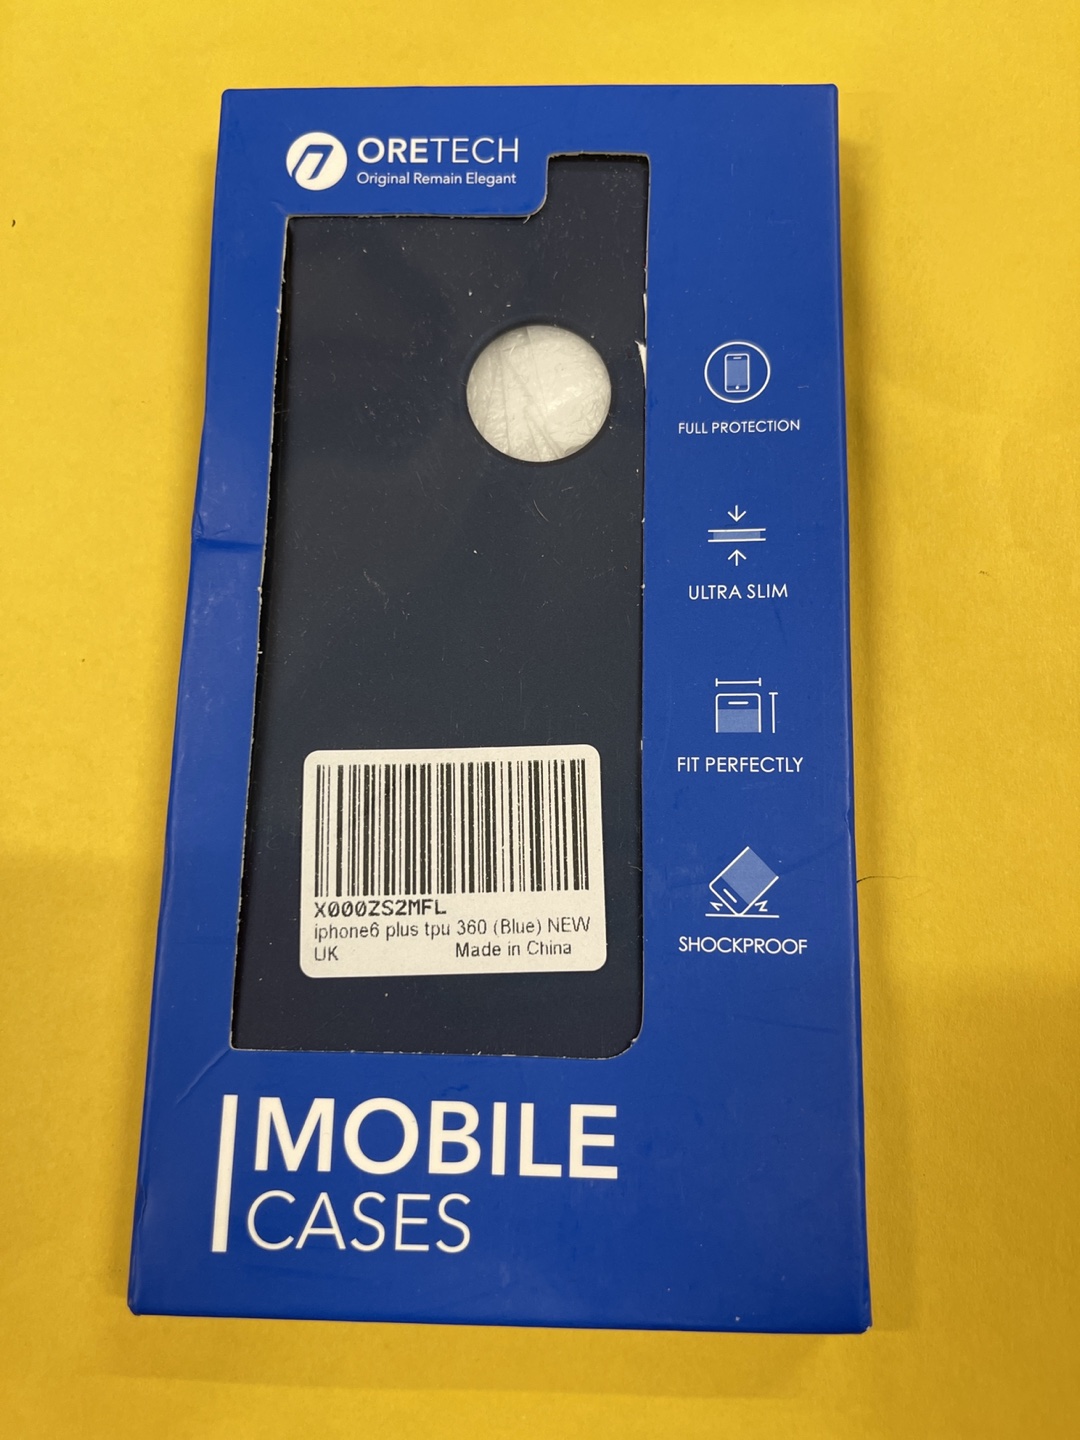 ORETECH
Original Remain Elegant
FULL PROTECTION
ULTRA SLIM
FIT PERFECTLY
SHOCKPROOF
X000ZS2MFL
iphone6 plus tpu 360 (Blue) NEW
UK Made in China
MOBILE
CASES